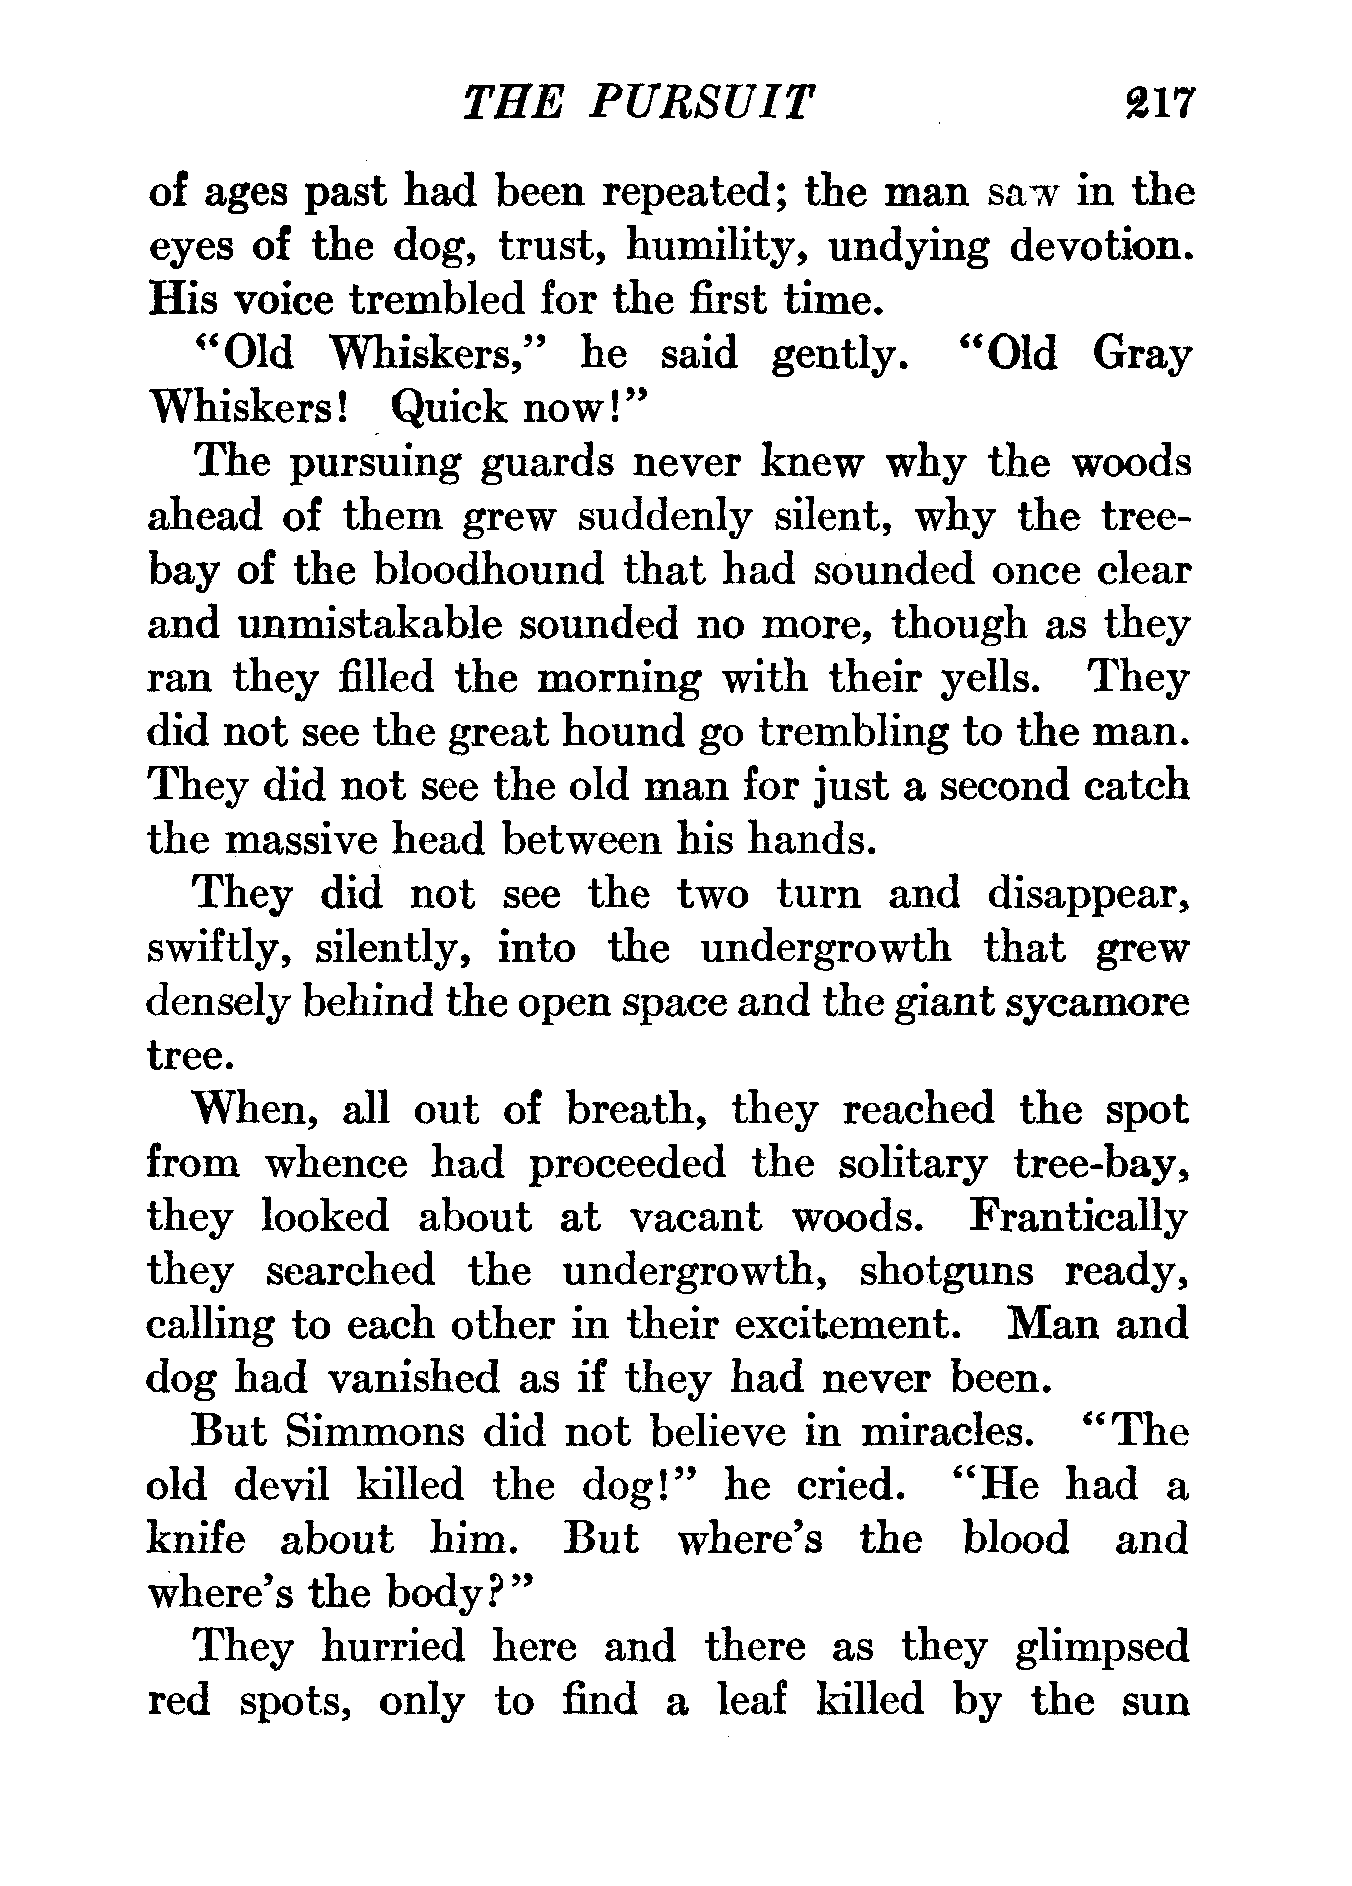 THE PURSUIT 217
of ages past had been repeated; the man saw in the
eyes of the dog, trust, humility, undying devotion.
His voice trembled for the first time.
“Old Whiskers,” he said gently. “Old Gray
Whiskers! Quick now!”
The pursuing guards never knew why the woods
ahead of them grew suddenly silent, why the tree-
bay of the bloodhound that had sounded once clear
and unmistakable sounded no more, though as they
ran they filled the morning with their yells. They
did not see the great hound go trembling to the man.
They did not see the old man for just a second catch
the massive head between his hands.
They did not see the two turn and disappear,
swiftly, silently, into the undergrowth that grew
densely behind the open space and the giant sycamore
tree.
When, all out of breath, they reached the spot
from whence had proceeded the solitary tree-bay,
they looked about at vacant woods. Frantically
they searched the undergrowth, shotguns ready,
calling to each other in their excitement. Man and
dog had vanished as if they had never been.
But Simmons did not believe in miracles. “The
old devil killed the dog!” he cried. “He had a
knife about him. But where’s the blood and
where’s the body?”
They hurried here and there as they glimpsed
red spots, only to find a leaf killed by the sun